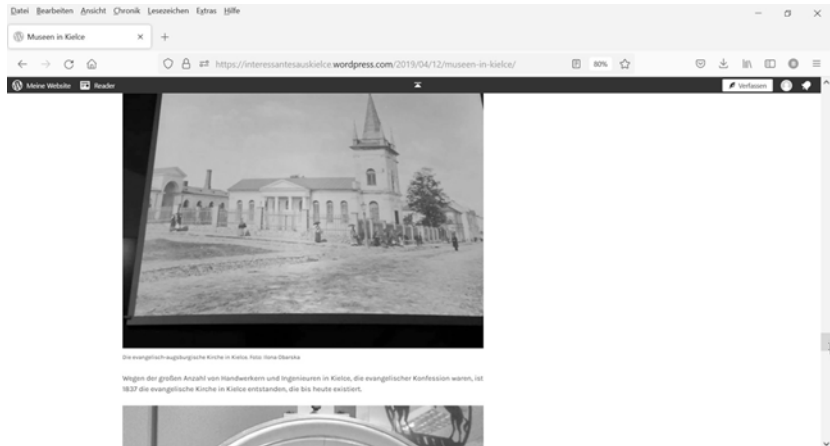 Datei Bearbeiten Ansicht Chronik Lesezeichen Extras Hilfe
Museen in Kielce
https://interessantesauskielce.wordpress.com/2019/04/12/museen-in-kielce/
80%
Meine Website Reader
Verfassen
Die evangelisch-augsburgische Kirche in Kielce. Foto: Ilona Obarska
Wegen der großen Anzahl von Handwerkern und Ingenieuren in Kielce, die evangelischer Konfession waren, ist
1837 die evangelische Kirche in Kielce entstanden, die bis heute existiert.